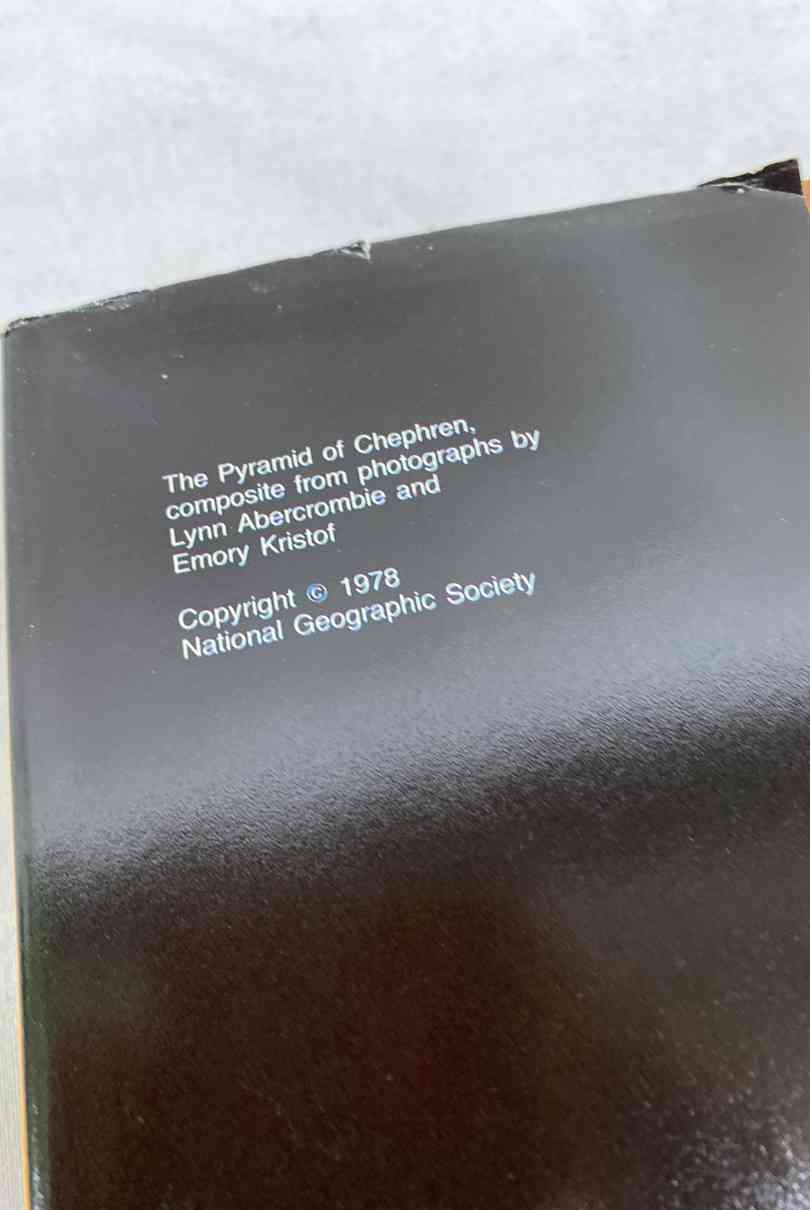 The Pyramid of Chephren,
composite from photographs by
Lynn Abercrombie and
Emory Kristof
Copyright © 1978
National Geographic Society